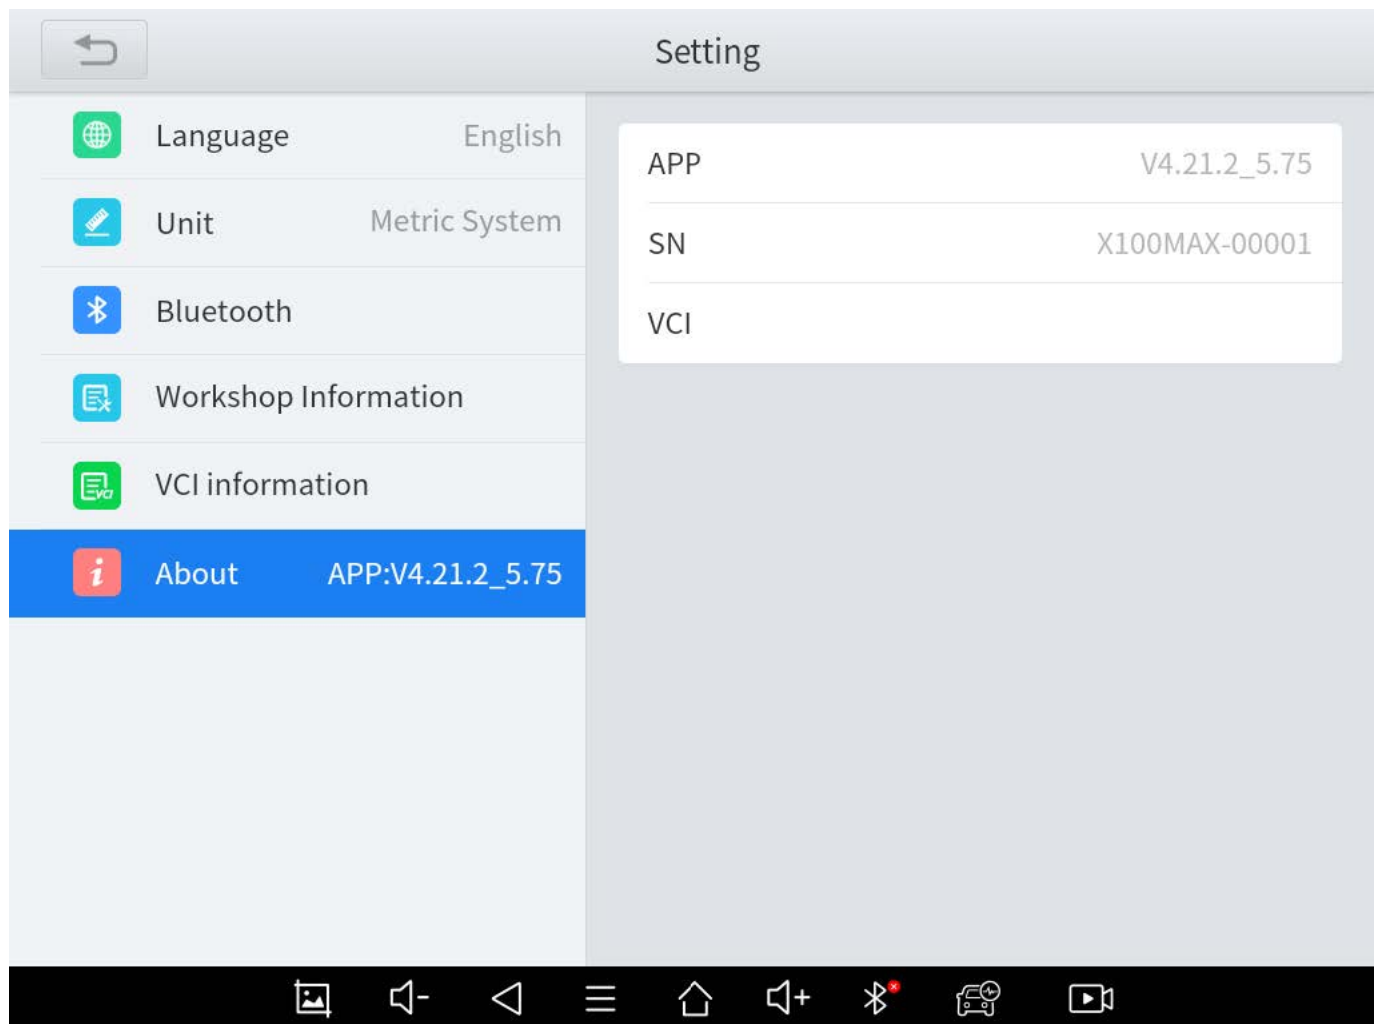 Setting
Language English
Unit Metric System
Bluetooth
Workshop Information
VCI information
About APP:V4.21.2_5.75
APP V4.21.2_5.75
SN X100MAX-00001
VCI